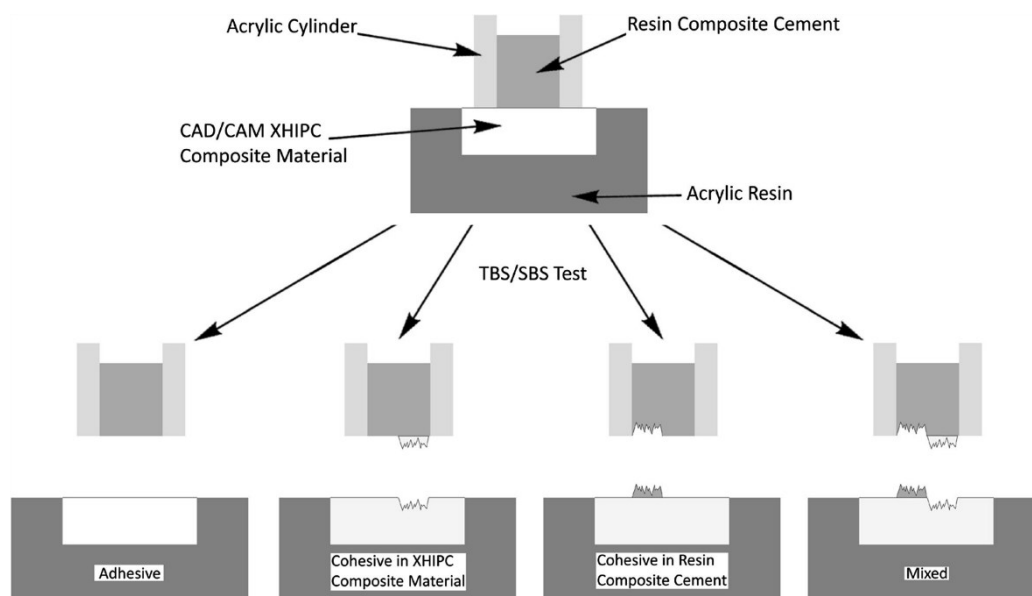 Acrylic Cylinder
Resin Composite Cement
CAD/CAM XHIPC
Composite Material
Acrylic Resin
TBS/SBS Test
Adhesive
Cohesive in XHIPC
Composite Material
Cohesive in Resin
Composite Cement
Mixed